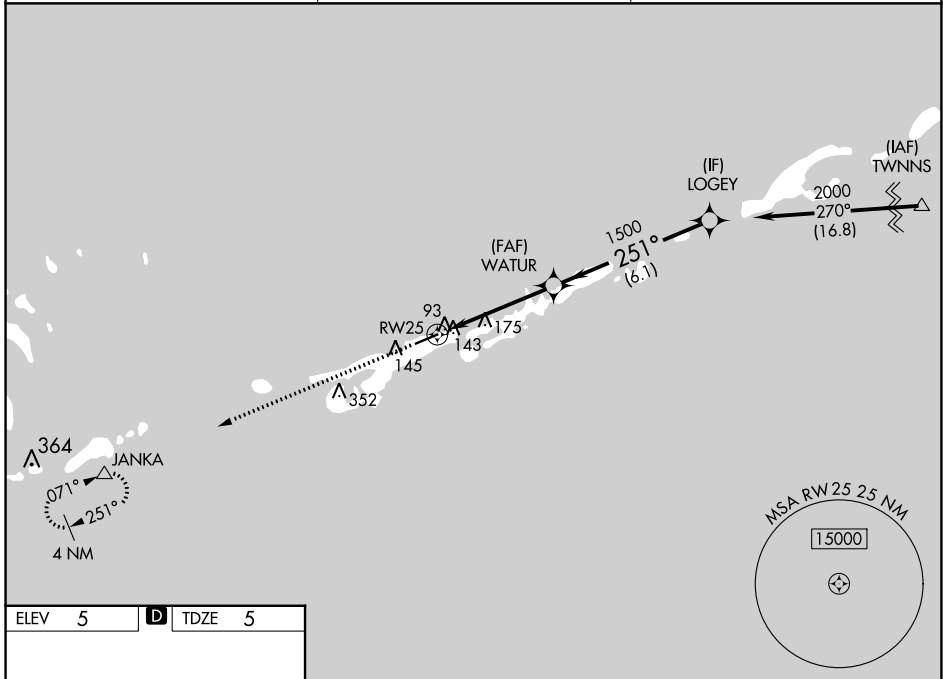 (IAF)
TWNNS
(IF)
LOGEY
2000
270°
(16.8)
1500
251°
(6.1)
(FAF)
WATUR
93
RW25
175
143
145
352
364
JANKA
071°
251°
4 NM
MSA RW25 25 NM
15000
ELEV 5 D TDZE 5